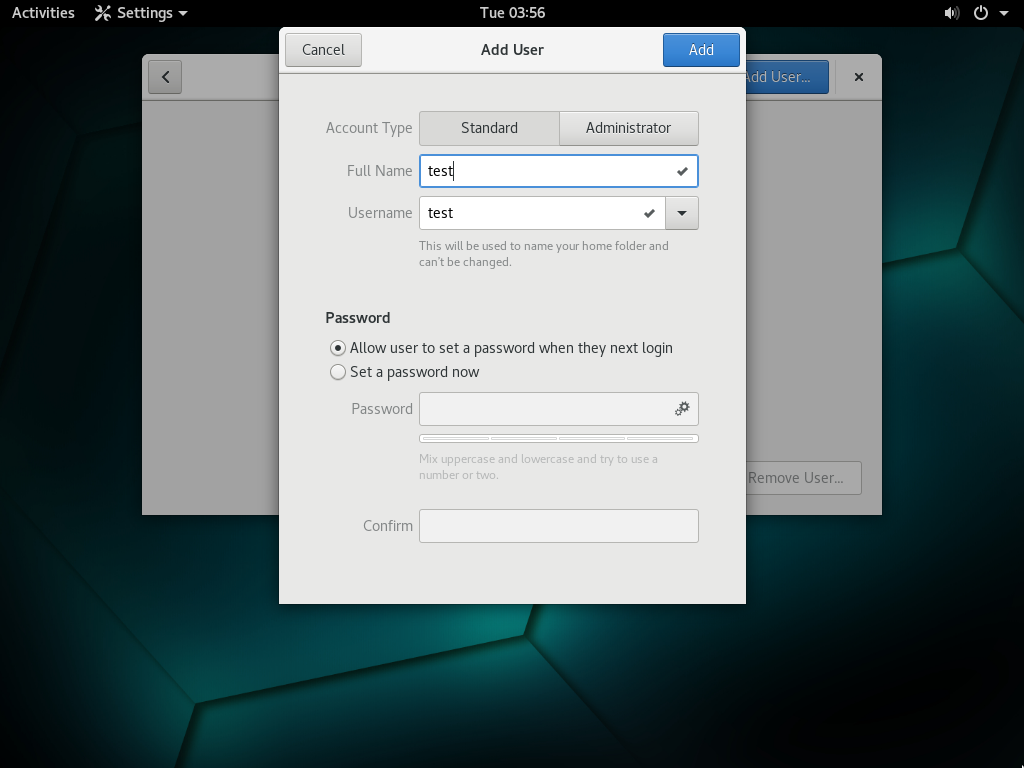 Activities Settings Tue 03:56
Cancel Add User Add
Add User...
Account Type Standard Administrator
Full Name test
Username test
This will be used to name your home folder and
can't be changed.
Password
Allow user to set a password when they next login
Set a password now
Password
Mix uppercase and lowercase and try to use a
number or two.
Remove User...
Confirm